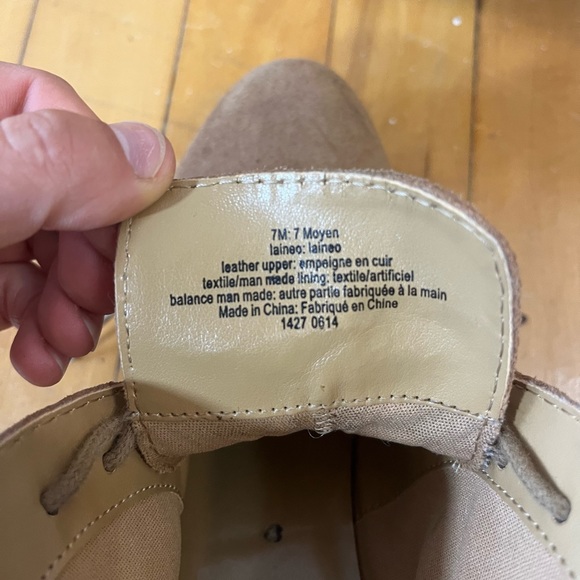 7M: 7 Moyen
laineo: laineo
leather upper: empeigne en cuir
textile/man made lining: textile/artificiel
balance man made: autre partie fabriquée à la main
Made in China: Fabriqué en Chine
1427 0614